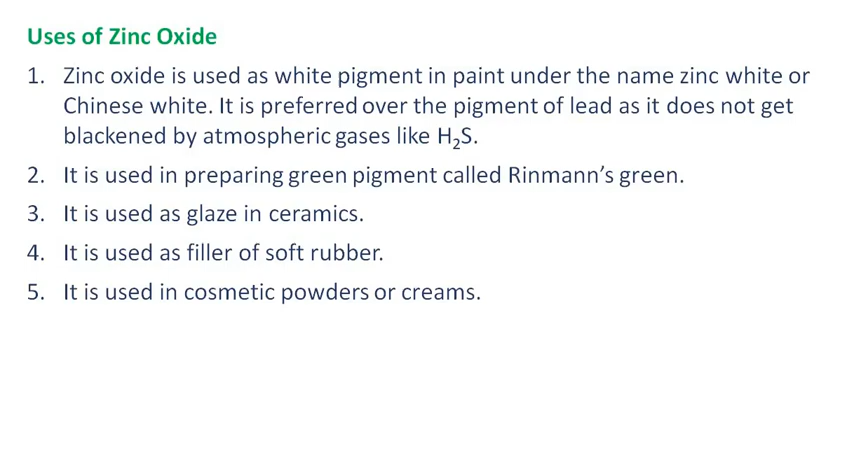 Uses of Zinc Oxide
1. Zinc oxide is used as white pigment in paint under the name zinc white or
Chinese white. It is preferred over the pigment of lead as it does not get
blackened by atmospheric gases like H₂S.
2. It is used in preparing green pigment called Rinmann’s green.
3. It is used as glaze in ceramics.
4. It is used as filler of soft rubber.
5. It is used in cosmetic powders or creams.